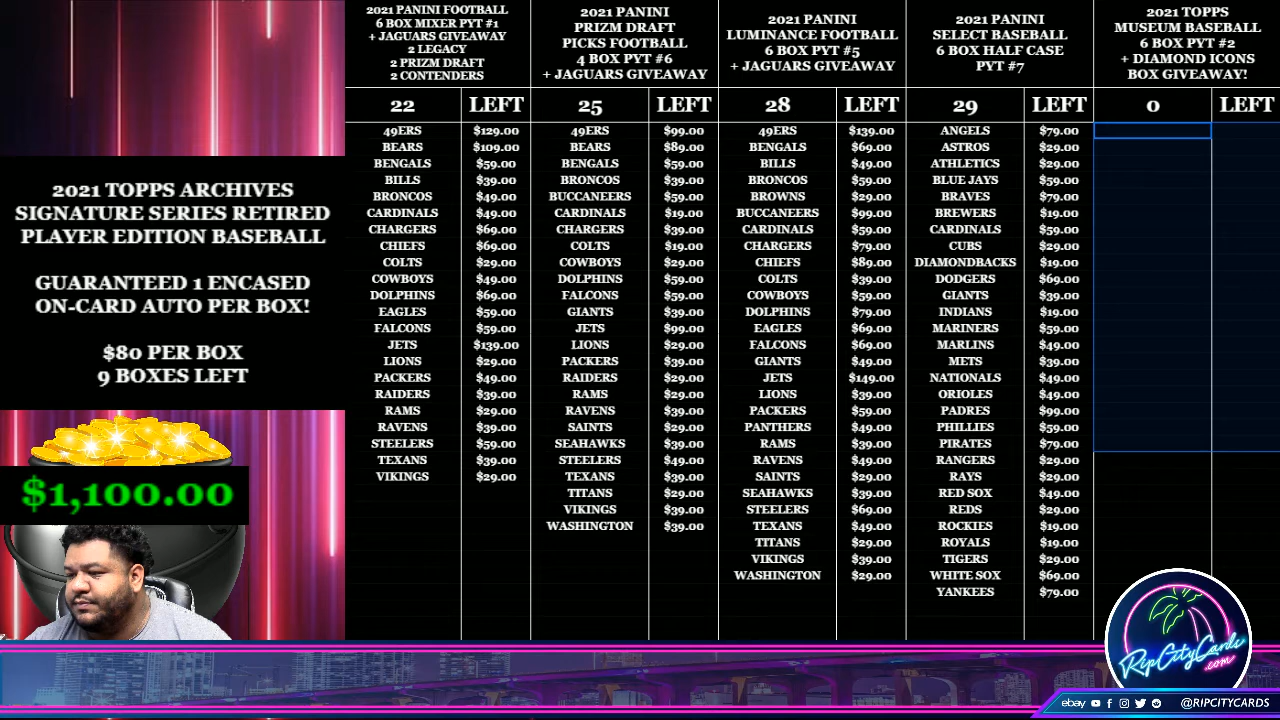 2021 TOPPS ARCHIVES
SIGNATURE SERIES RETIRED
PLAYER EDITION BASEBALL
GUARANTEED 1 ENCASED
ON-CARD AUTO PER BOX!
$80 PER BOX
9 BOXES LEFT
$1,100.00
2021 PANINI FOOTBALL
6 BOX MIXER PYT #1
+ JAGUARS GIVEAWAY
2 LEGACY
2 PRIZM DRAFT
2 CONTENDERS
22 LEFT
49ERS $129.00
BEARS $109.00
BENGALS $59.00
BILLS $39.00
BRONCOS $49.00
CARDINALS $49.00
CHARGERS $69.00
CHIEFS $69.00
COLTS $29.00
COWBOYS $49.00
DOLPHINS $69.00
EAGLES $59.00
FALCONS $59.00
JETS $139.00
LIONS $29.00
PACKERS $49.00
RAIDERS $39.00
RAMS $29.00
RAVENS $39.00
STEELERS $59.00
TEXANS $39.00
VIKINGS $29.00
2021 PANINI
PRIZM DRAFT
PICKS FOOTBALL
4 BOX PYT #6
+ JAGUARS GIVEAWAY
25 LEFT
49ERS $99.00
BEARS $89.00
BENGALS $59.00
BRONCOS $39.00
BUCCANEERS $59.00
CARDINALS $19.00
CHARGERS $39.00
COLTS $19.00
COWBOYS $29.00
DOLPHINS $59.00
FALCONS $59.00
GIANTS $39.00
JETS $99.00
LIONS $29.00
PACKERS $39.00
RAIDERS $29.00
RAMS $29.00
RAVENS $39.00
SAINTS $29.00
SEAHAWKS $39.00
STEELERS $49.00
TEXANS $39.00
TITANS $29.00
VIKINGS $39.00
WASHINGTON $39.00
2021 PANINI
LUMINANCE FOOTBALL
6 BOX PYT #5
+ JAGUARS GIVEAWAY
28 LEFT
49ERS $139.00
BENGALS $69.00
BILLS $49.00
BRONCOS $59.00
BROWNS $29.00
BUCCANEERS $99.00
CARDINALS $59.00
CHARGERS $79.00
CHIEFS $89.00
COLTS $39.00
COWBOYS $59.00
DOLPHINS $79.00
EAGLES $69.00
FALCONS $69.00
GIANTS $49.00
JETS $149.00
LIONS $39.00
PACKERS $59.00
PANTHERS $49.00
RAMS $39.00
RAVENS $49.00
SAINTS $29.00
SEAHAWKS $39.00
STEELERS $69.00
TEXANS $49.00
TITANS $29.00
VIKINGS $39.00
WASHINGTON $29.00
2021 PANINI
SELECT BASEBALL
6 BOX HALF CASE
PYT #7
29 LEFT
ANGELS $79.00
ASTROS $29.00
ATHLETICS $29.00
BLUE JAYS $59.00
BRAVES $79.00
BREWERS $19.00
CARDINALS $59.00
CUBS $29.00
DIAMONDBACKS $39.00
DODGERS $69.00
GIANTS $39.00
INDIANS $19.00
MARINERS $59.00
MARLINS $49.00
METS $39.00
NATIONALS $49.00
ORIOLES $49.00
PADRES $99.00
PHILLIES $59.00
PIRATES $79.00
RANGERS $29.00
RAYS $29.00
RED SOX $49.00
REDS $29.00
ROCKIES $19.00
ROYALS $19.00
TIGERS $29.00
WHITE SOX $69.00
YANKEES $79.00
2021 TOPPS
MUSEUM BASEBALL
6 BOX PYT #2
+ DIAMOND ICONS
BOX GIVEAWAY!
0 LEFT
RipCityCards
.com
ebay @RIPCITYCARDS